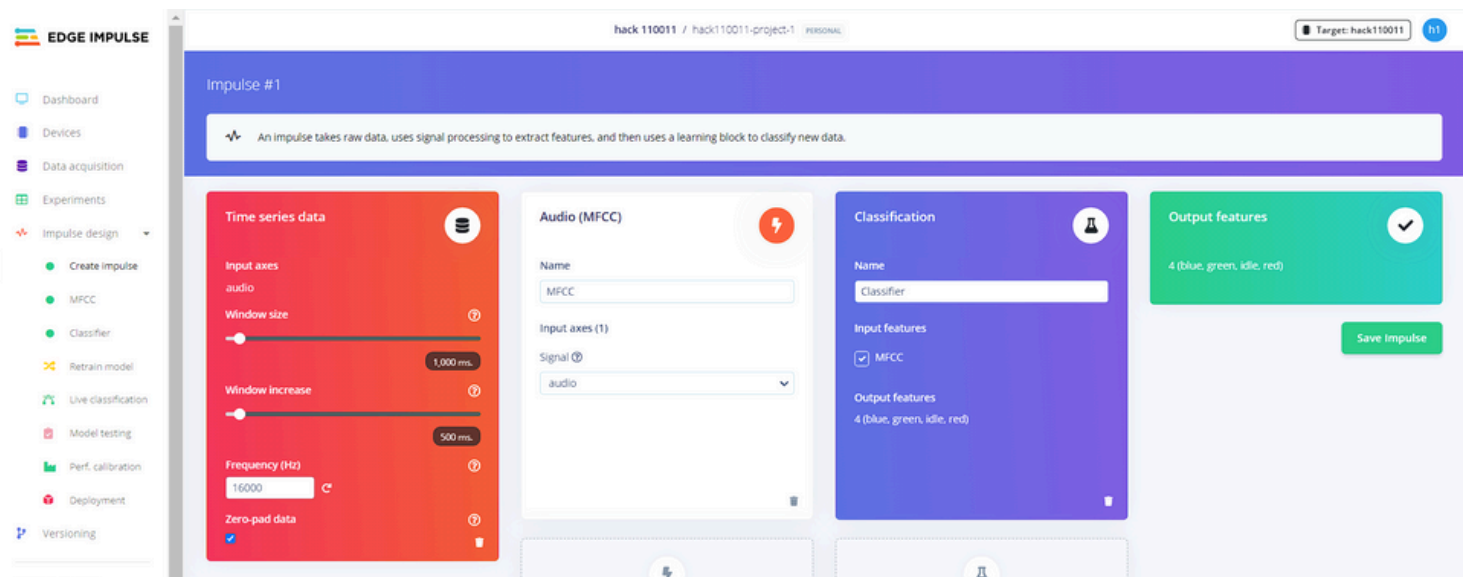 EDGE IMPULSE
hack 110011 / hack110011-project-1 PERSONAL
Target: hack110011
h1
Dashboard
Devices
Data acquisition
Experiments
Impulse design
Create impulse
MFCC
Classifier
Retrain model
Live classification
Model testing
Perf. calibration
Deployment
Versioning
Impulse #1
An impulse takes raw data, uses signal processing to extract features, and then uses a learning block to classify new data.
Time series data
Input axes
audio
Window size
1,000 ms.
Window increase
500 ms.
Frequency (Hz)
16000
Zero-pad data
Audio (MFCC)
Name
MFCC
Input axes (1)
Signal
audio
Classification
Name
Classifier
Input features
MFCC
Output features
4 (blue, green, idle, red)
Output features
4 (blue, green, idle, red)
Save Impulse